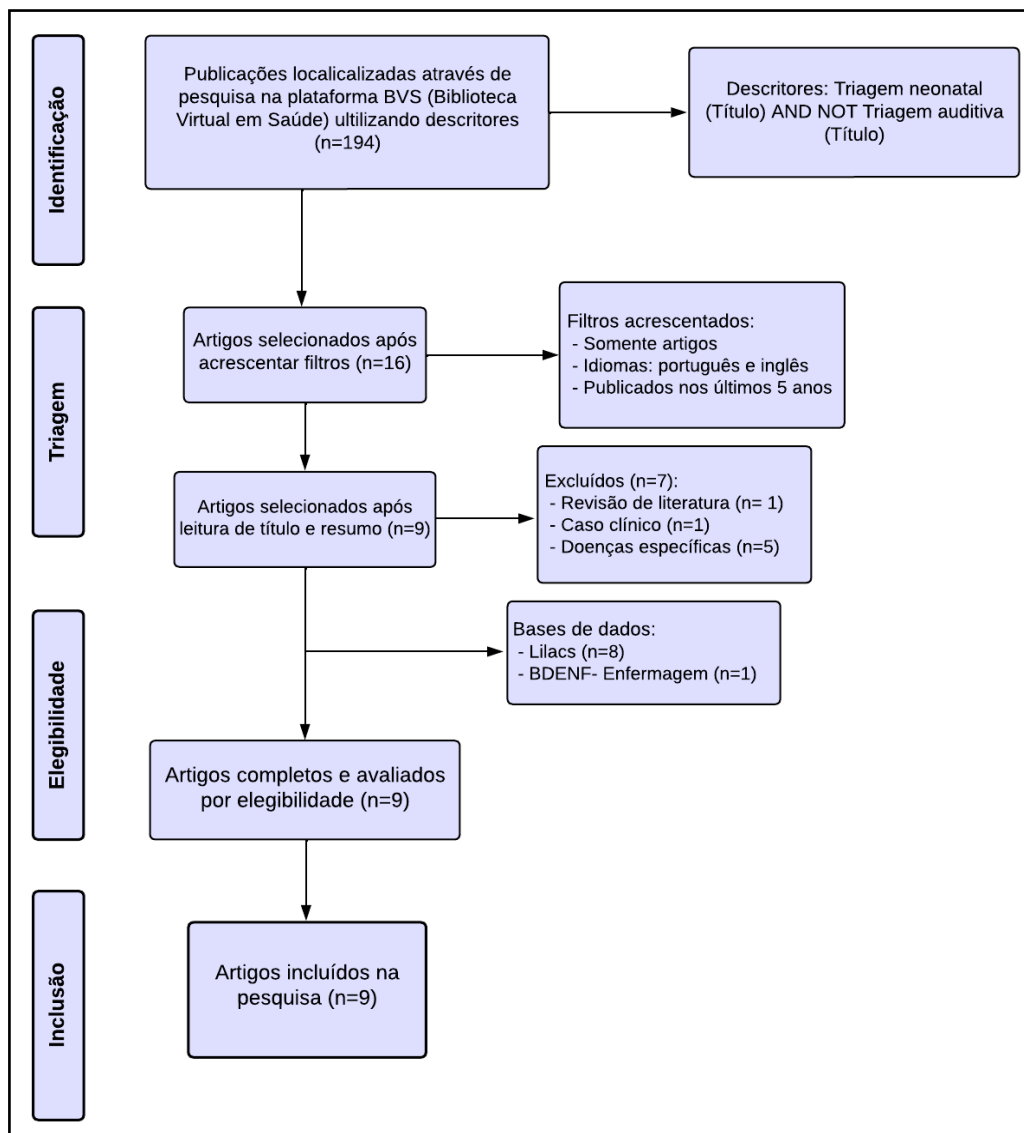 Identificação
Publicações localicalizadas através de
pesquisa na plataforma BVS (Biblioteca
Virtual em Saúde) ultilizando descritores
(n=194)
Descritores: Triagem neonatal
(Título) AND NOT Triagem auditiva
(Título)
Triagem
Artigos selecionados após
acrescentar filtros (n=16)
Filtros acrescentados:
- Somente artigos
- Idiomas: português e inglês
- Publicados nos últimos 5 anos
Artigos selecionados após
leitura de título e resumo (n=9)
Excluídos (n=7):
- Revisão de literatura (n= 1)
- Caso clínico (n=1)
- Doenças específicas (n=5)
Elegibilidade
Bases de dados:
- Lilacs (n=8)
- BDENF- Enfermagem (n=1)
Artigos completos e avaliados
por elegibilidade (n=9)
Inclusão
Artigos incluídos na
pesquisa (n=9)